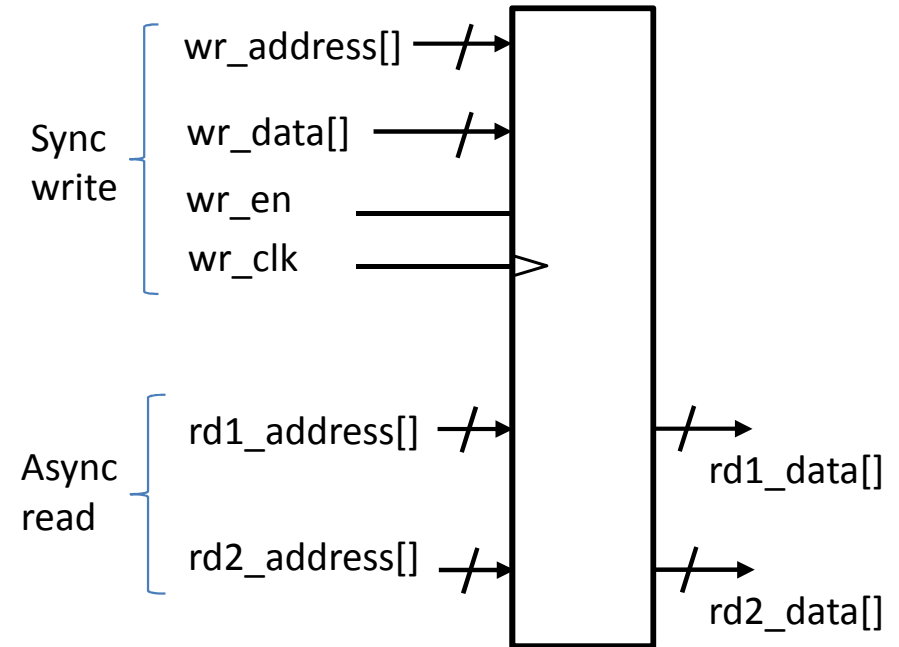 wr_address[]
Sync
write
wr_data[]
wr_en
wr_clk
Async
read
rd1_address[]
rd1_data[]
rd2_address[]
rd2_data[]